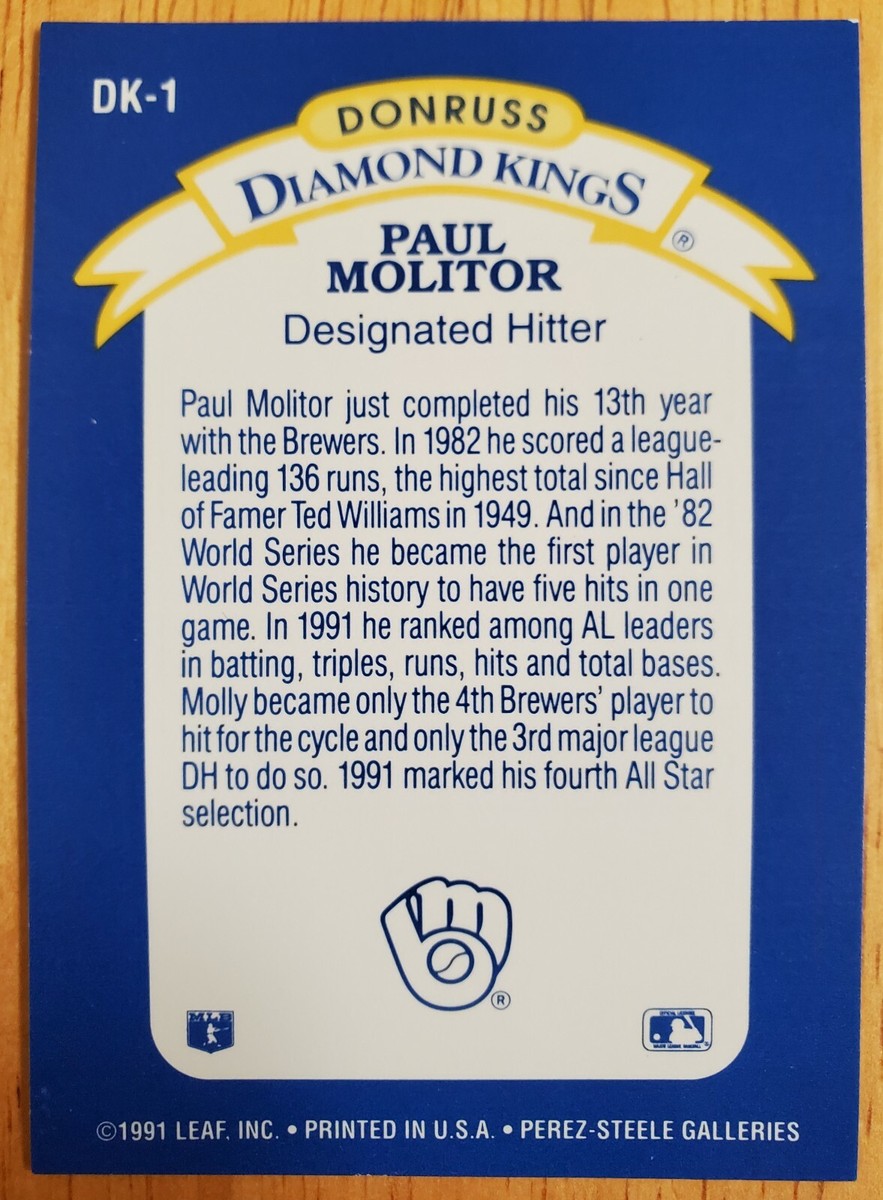 DK-1
DONRUSS
DIAMOND KINGS
®
PAUL
MOLITOR
Designated Hitter
Paul Molitor just completed his 13th year
with the Brewers. In 1982 he scored a league-
leading 136 runs, the highest total since Hall
of Famer Ted Williams in 1949. And in the '82
World Series he became the first player in
World Series history to have five hits in one
game. In 1991 he ranked among AL leaders
in batting, triples, runs, hits and total bases.
Molly became only the 4th Brewers' player to
hit for the cycle and only the 3rd major league
DH to do so. 1991 marked his fourth All Star
selection.
®
©1991 LEAF, INC. • PRINTED IN U.S.A. • PEREZ-STEELE GALLERIES